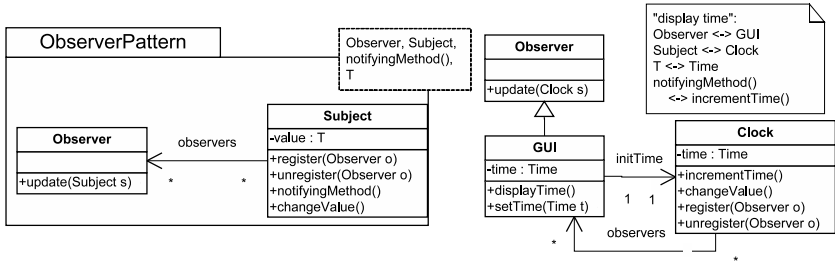 ObserverPattern
Observer, Subject,
notifyingMethod(),
T
Observer
+update(Subject s)
observers
*
*
Subject
-value : T
+register(Observer o)
+unregister(Observer o)
+notifyingMethod()
+changeValue()
Observer
+update(Clock s)
GUI
-time : Time
+displayTime()
+setTime(Time t)
initTime
1
1
observers
*
*
"display time":
Observer <-> GUI
Subject <-> Clock
T <-> Time
notifyingMethod()
<-> incrementTime()
Clock
-time : Time
+incrementTime()
+changeValue()
+register(Observer o)
+unregister(Observer o)